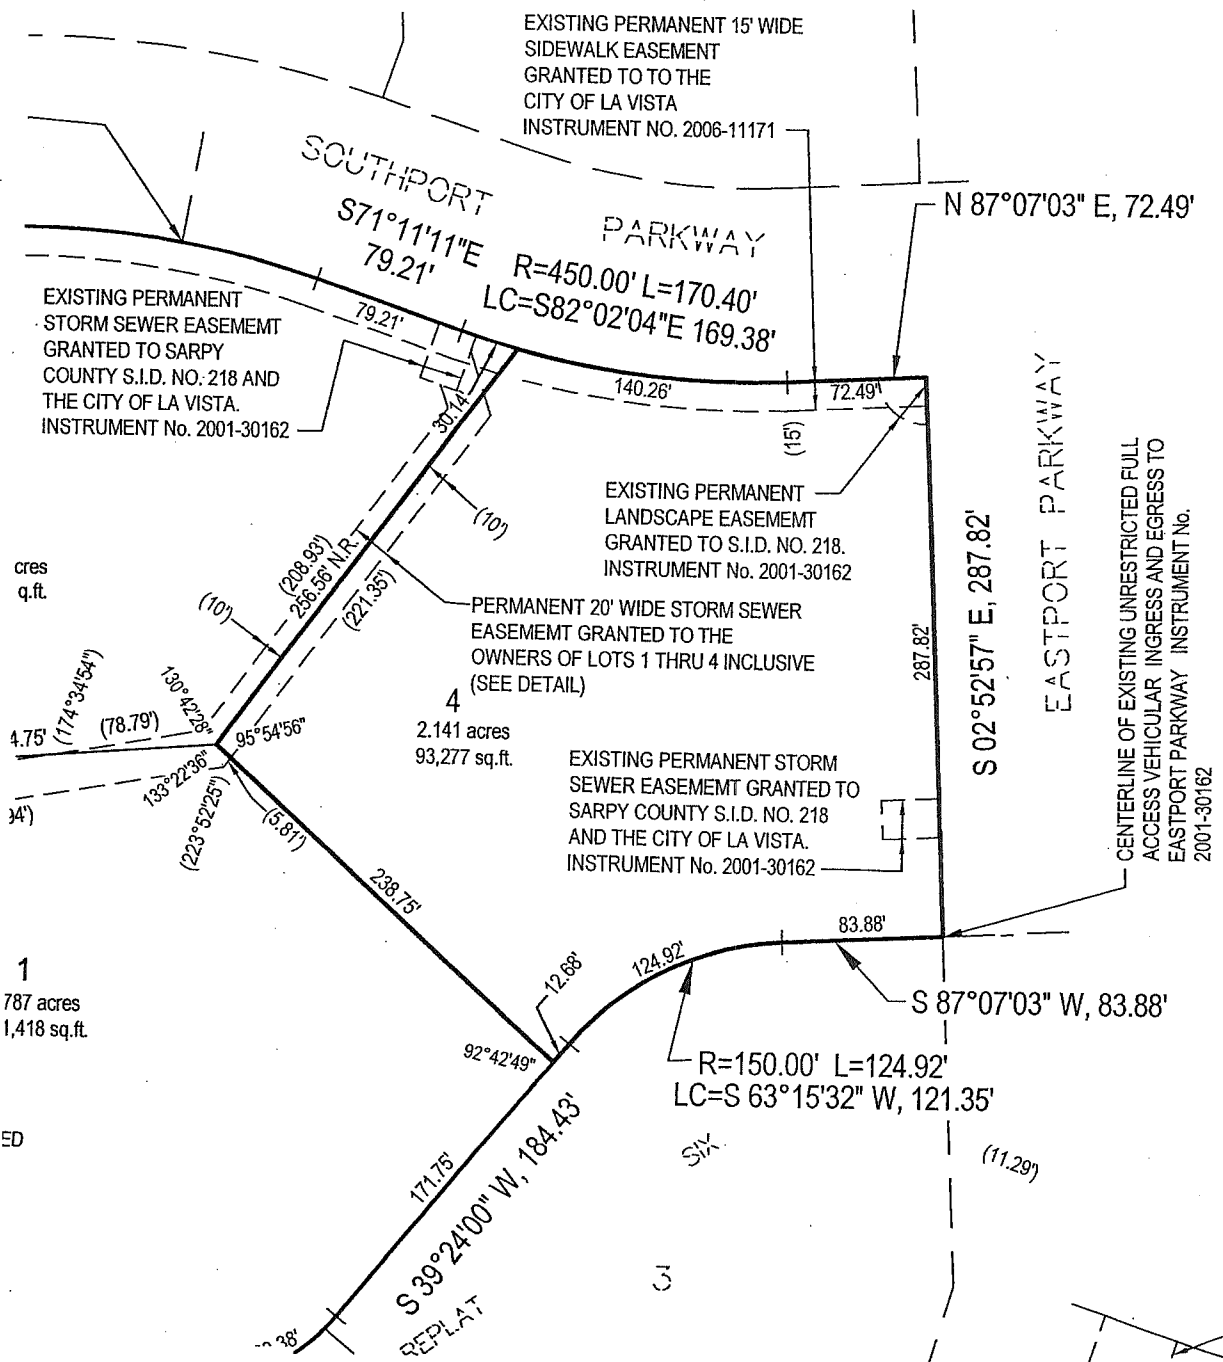 EXISTING PERMANENT 15' WIDE
SIDEWALK EASEMENT
GRANTED TO TO THE
CITY OF LA VISTA
INSTRUMENT NO. 2006-11171
SOUTHPORT
PARKWAY
S71°11'11"E
79.21'
R=450.00' L=170.40'
LC=S82°02'04"E 169.38'
N 87°07'03" E, 72.49'
EXISTING PERMANENT
STORM SEWER EASEMEMT
GRANTED TO SARPY
COUNTY S.I.D. NO. 218 AND
THE CITY OF LA VISTA.
INSTRUMENT No. 2001-30162
79.21'
30.14'
140.26'
72.49'
(15')
EXISTING PERMANENT
LANDSCAPE EASEMEMT
GRANTED TO S.I.D. NO. 218.
INSTRUMENT No. 2001-30162
EASTPORT PARKWAY
CENTERLINE OF EXISTING UNRESTRICTED FULL
ACCESS VEHICULAR INGRESS AND EGRESS TO
EASTPORT PARKWAY INSTRUMENT No.
2001-30162
S 02°52'57" E, 287.82'
287.82'
(10')
(208.93')
256.56' N.R.
(221.35')
(10')
cres
q.ft.
PERMANENT 20' WIDE STORM SEWER
EASEMEMT GRANTED TO THE
OWNERS OF LOTS 1 THRU 4 INCLUSIVE
(SEE DETAIL)
4
2.141 acres
93,277 sq.ft.
4.75'
(174°34'54")
(78.79')
130°42'28"
95°54'56"
133°22'36"
(223°52'25")
(5.81')
94')
EXISTING PERMANENT STORM
SEWER EASEMEMT GRANTED TO
SARPY COUNTY S.I.D. NO. 218
AND THE CITY OF LA VISTA.
INSTRUMENT No. 2001-30162
238.75'
83.88'
124.92'
12.68'
S 87°07'03" W, 83.88'
1
787 acres
1,418 sq.ft.
92°42'49"
R=150.00' L=124.92'
LC=S 63°15'32" W, 121.35'
ED
171.75'
S 39°24'00" W, 184.43'
SIX
(11.29')
3
REPLAT